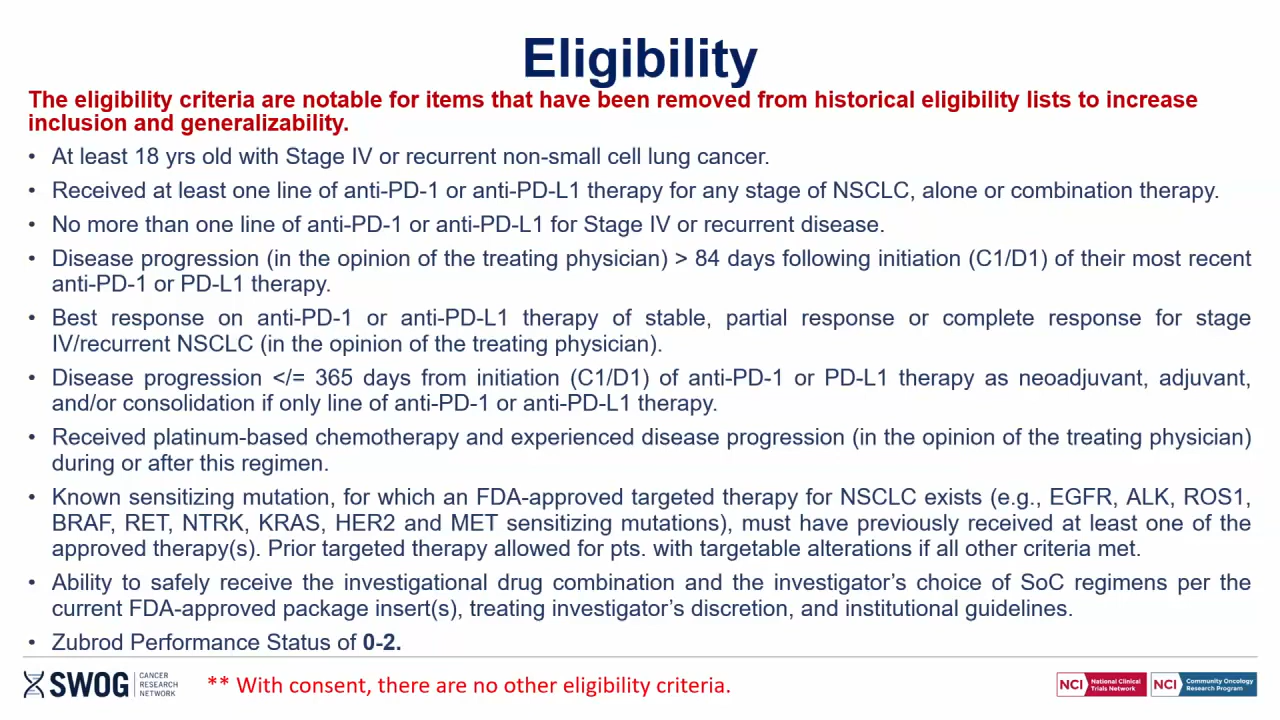 Eligibility
The eligibility criteria are notable for items that have been removed from historical eligibility lists to increase
inclusion and generalizability.
• At least 18 yrs old with Stage IV or recurrent non-small cell lung cancer.
• Received at least one line of anti-PD-1 or anti-PD-L1 therapy for any stage of NSCLC, alone or combination therapy.
• No more than one line of anti-PD-1 or anti-PD-L1 for Stage IV or recurrent disease.
• Disease progression (in the opinion of the treating physician) > 84 days following initiation (C1/D1) of their most recent
anti-PD-1 or PD-L1 therapy.
• Best response on anti-PD-1 or anti-PD-L1 therapy of stable, partial response or complete response for stage
IV/recurrent NSCLC (in the opinion of the treating physician).
• Disease progression </= 365 days from initiation (C1/D1) of anti-PD-1 or PD-L1 therapy as neoadjuvant, adjuvant,
and/or consolidation if only line of anti-PD-1 or anti-PD-L1 therapy.
• Received platinum-based chemotherapy and experienced disease progression (in the opinion of the treating physician)
during or after this regimen.
• Known sensitizing mutation, for which an FDA-approved targeted therapy for NSCLC exists (e.g., EGFR, ALK, ROS1,
BRAF, RET, NTRK, KRAS, HER2 and MET sensitizing mutations), must have previously received at least one of the
approved therapy(s). Prior targeted therapy allowed for pts. with targetable alterations if all other criteria met.
• Ability to safely receive the investigational drug combination and the investigator's choice of SoC regimens per the
current FDA-approved package insert(s), treating investigator's discretion, and institutional guidelines.
• Zubrod Performance Status of 0-2.
SWOG
CANCER
RESEARCH
NETWORK
** With consent, there are no other eligibility criteria.
NCI
National Clinical
Trials Network
NCI
Community Oncology
Research Program